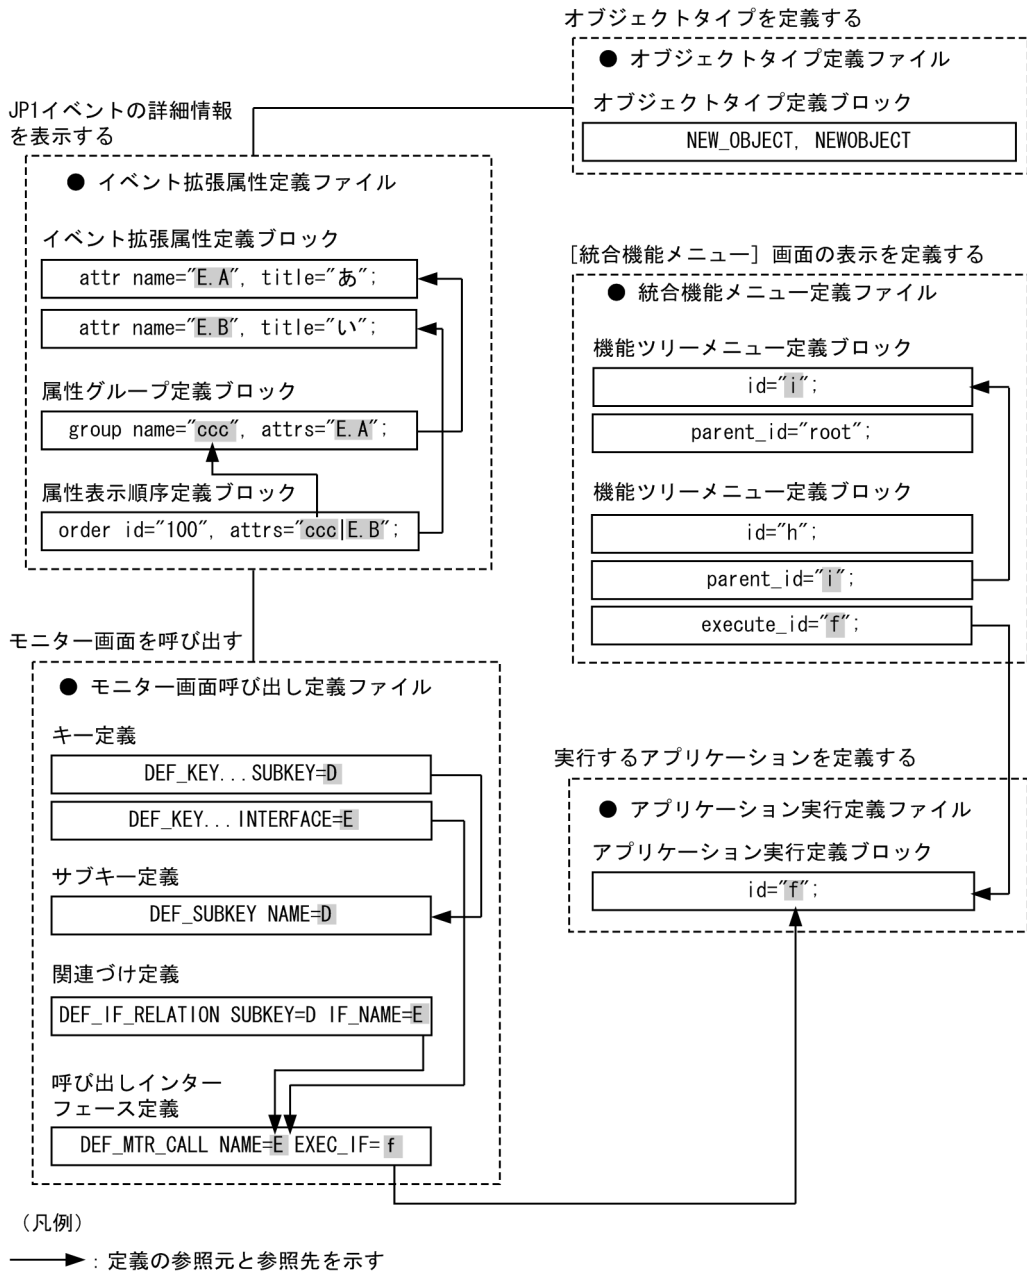 オブジェクトタイプを定義する
● オブジェクトタイプ定義ファイル
オブジェクトタイプ定義ブロック
NEW_OBJECT, NEWOBJECT
JP1イベントの詳細情報
を表示する
● イベント拡張属性定義ファイル
イベント拡張属性定義ブロック
attr name="E.A", title="あ";
attr name="E.B", title="い";
属性グループ定義ブロック
group name="ccc", attrs="E.A";
属性表示順序定義ブロック
order id="100", attrs="ccc|E.B";
[統合機能メニュー] 画面の表示を定義する
● 統合機能メニュー定義ファイル
機能ツリーメニュー定義ブロック
id="i";
parent_id="root";
機能ツリーメニュー定義ブロック
id="h";
parent_id="i";
execute_id="f";
モニター画面を呼び出す
● モニター画面呼び出し定義ファイル
キー定義
DEF_KEY...SUBKEY=D
DEF_KEY...INTERFACE=E
サブキー定義
DEF_SUBKEY NAME=D
関連づけ定義
DEF_IF_RELATION SUBKEY=D IF_NAME=E
呼び出しインター
フェース定義
DEF_MTR_CALL NAME=E EXEC_IF=f
実行するアプリケーションを定義する
● アプリケーション実行定義ファイル
アプリケーション実行定義ブロック
id="f";
（凡例）
：定義の参照元と参照先を示す